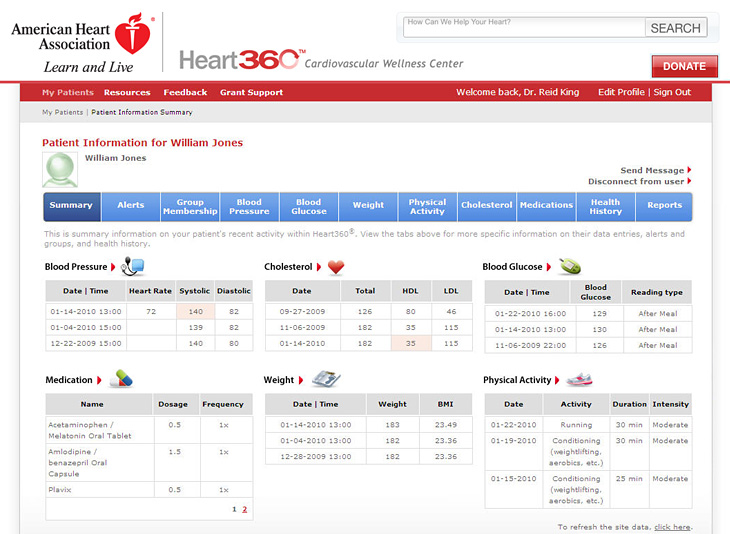 American Heart
Association
®
Learn and Live
Heart360™ Cardiovascular Wellness Center
How Can We Help Your Heart?
SEARCH
DONATE
My Patients Resources Feedback Grant Support Welcome back, Dr. Reid King Edit Profile | Sign Out
My Patients | Patient Information Summary
Patient Information for William Jones
William Jones
Send Message
Disconnect from user
Summary Alerts Group Membership Blood Pressure Blood Glucose Weight Physical Activity Cholesterol Medications Health History Reports
This is summary information on your patient's recent activity within Heart360®. View the tabs above for more specific information on their data entries, alerts and
groups, and health history.
Blood Pressure
Date | Time Heart Rate Systolic Diastolic
01-14-2010 13:00 72 140 82
01-04-2010 15:00 139 82
12-22-2009 15:00 140 80
Cholesterol
Date Total HDL LDL
09-27-2009 126 80 46
11-06-2009 182 35 115
01-14-2010 182 35 115
Blood Glucose
Date | Time Blood Glucose Reading type
01-22-2010 16:00 129 After Meal
01-14-2010 13:00 130 After Meal
11-06-2009 22:00 126 After Meal
Medication
Name Dosage Frequency
Acetaminophen / 0.5 1x
Melatonin Oral Tablet
Amlodipine / 1.5 1x
benazepril Oral
Capsule
Plavix 0.5 1x
1 2
Weight
Date | Time Weight BMI
01-14-2010 13:00 183 23.49
01-04-2010 13:00 182 23.36
12-28-2009 13:00 182 23.36
Physical Activity
Date Activity Duration Intensity
01-22-2010 Running 30 min Moderate
01-19-2010 Conditioning 30 min Moderate
(weightlifting,
aerobics, etc.)
01-15-2010 Conditioning 25 min Moderate
(weightlifting,
aerobics, etc.)
To refresh the site data, click here.